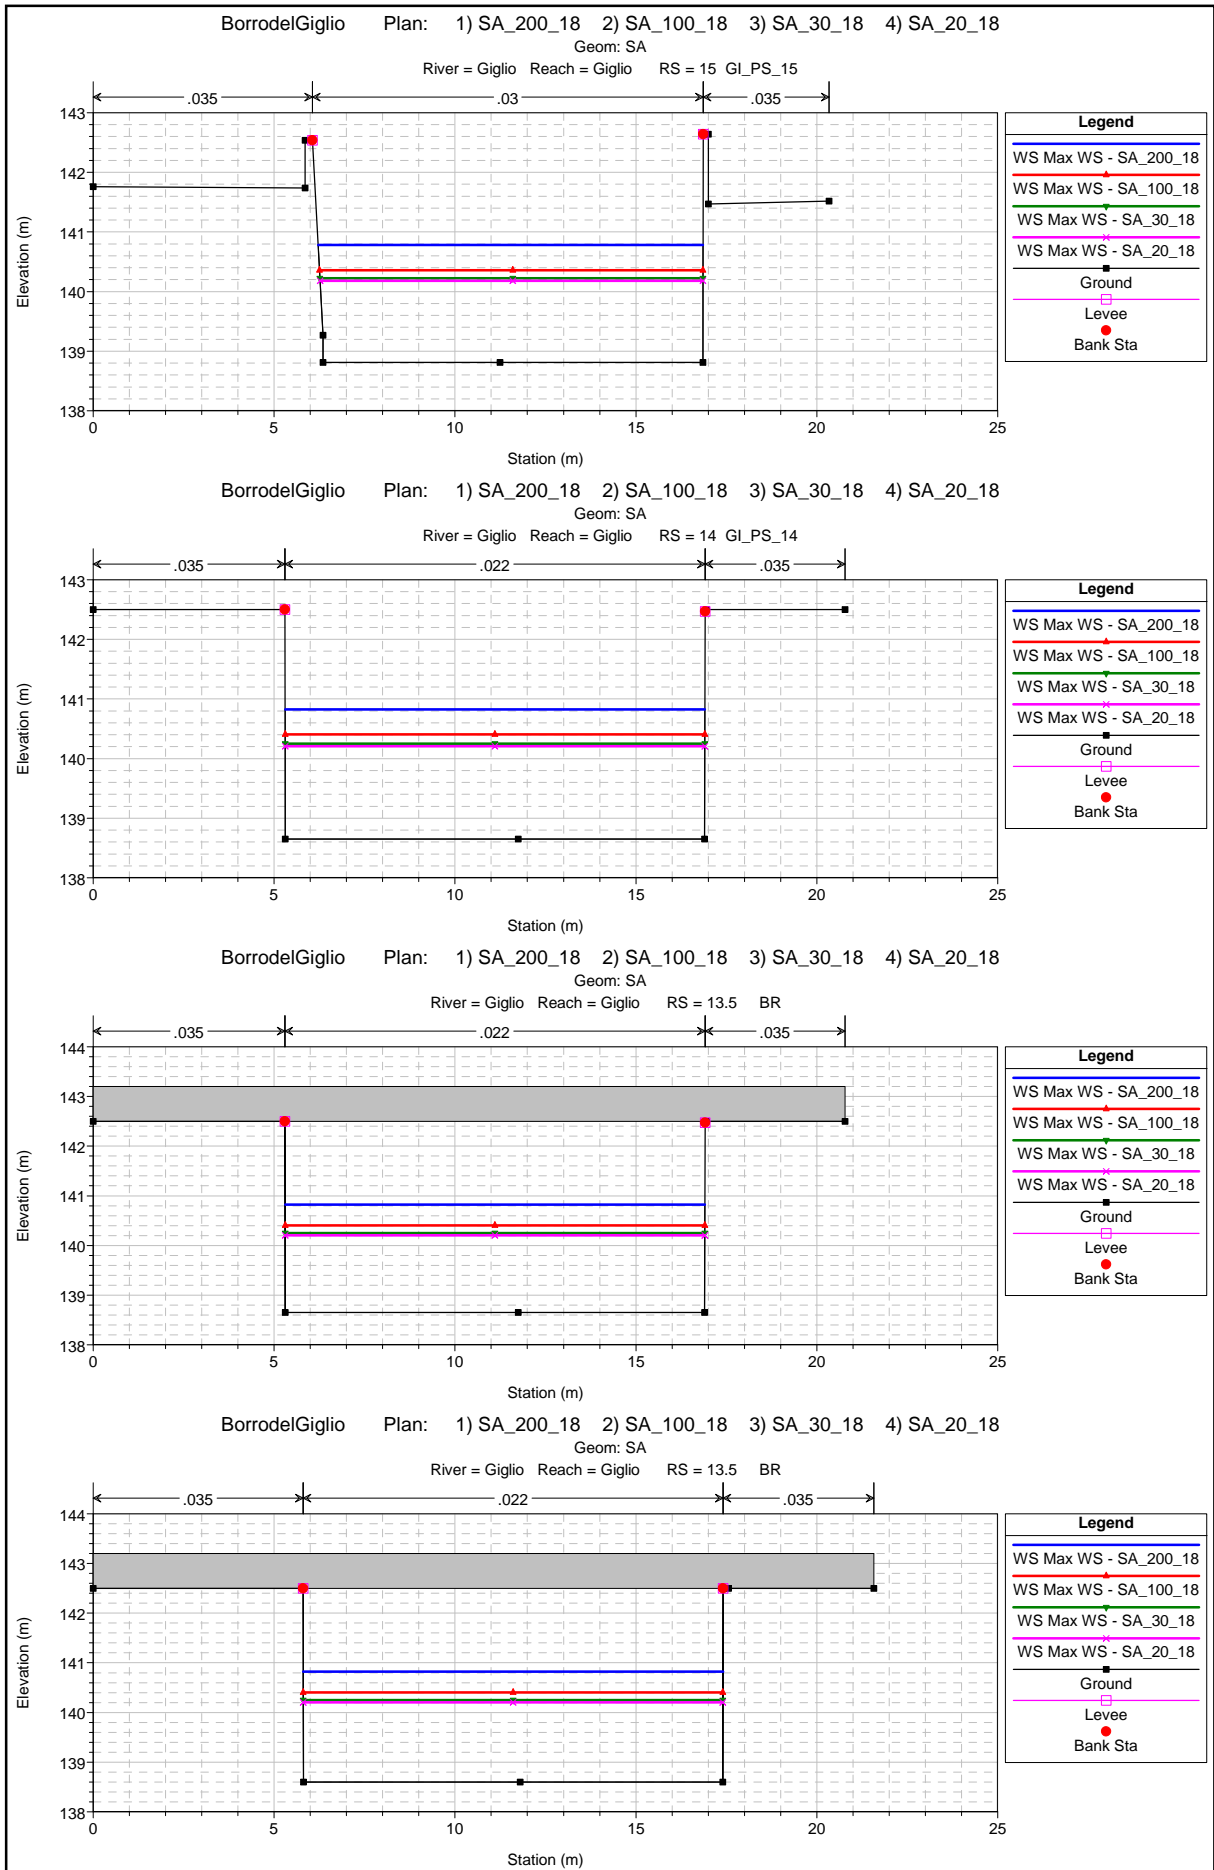 BorrodelGiglio Plan: 1) SA_200_18 2) SA_100_18 3) SA_30_18 4) SA_20_18
Geom: SA
River = Giglio Reach = Giglio RS = 15 GI_PS_15
.035 .03 .035
143
142
141
140
139
138
Elevation (m)
0 5 10 15 20 25
Station (m)
Legend
WS Max WS - SA_200_18
WS Max WS - SA_100_18
WS Max WS - SA_30_18
WS Max WS - SA_20_18
Ground
Levee
Bank Sta
BorrodelGiglio Plan: 1) SA_200_18 2) SA_100_18 3) SA_30_18 4) SA_20_18
Geom: SA
River = Giglio Reach = Giglio RS = 14 GI_PS_14
.035 .022 .035
143
142
141
140
139
138
Elevation (m)
0 5 10 15 20 25
Station (m)
Legend
WS Max WS - SA_200_18
WS Max WS - SA_100_18
WS Max WS - SA_30_18
WS Max WS - SA_20_18
Ground
Levee
Bank Sta
BorrodelGiglio Plan: 1) SA_200_18 2) SA_100_18 3) SA_30_18 4) SA_20_18
Geom: SA
River = Giglio Reach = Giglio RS = 13.5 BR
.035 .022 .035
144
143
142
141
140
139
138
Elevation (m)
0 5 10 15 20 25
Station (m)
Legend
WS Max WS - SA_200_18
WS Max WS - SA_100_18
WS Max WS - SA_30_18
WS Max WS - SA_20_18
Ground
Levee
Bank Sta
BorrodelGiglio Plan: 1) SA_200_18 2) SA_100_18 3) SA_30_18 4) SA_20_18
Geom: SA
River = Giglio Reach = Giglio RS = 13.5 BR
.035 .022 .035
144
143
142
141
140
139
138
Elevation (m)
0 5 10 15 20 25
Station (m)
Legend
WS Max WS - SA_200_18
WS Max WS - SA_100_18
WS Max WS - SA_30_18
WS Max WS - SA_20_18
Ground
Levee
Bank Sta